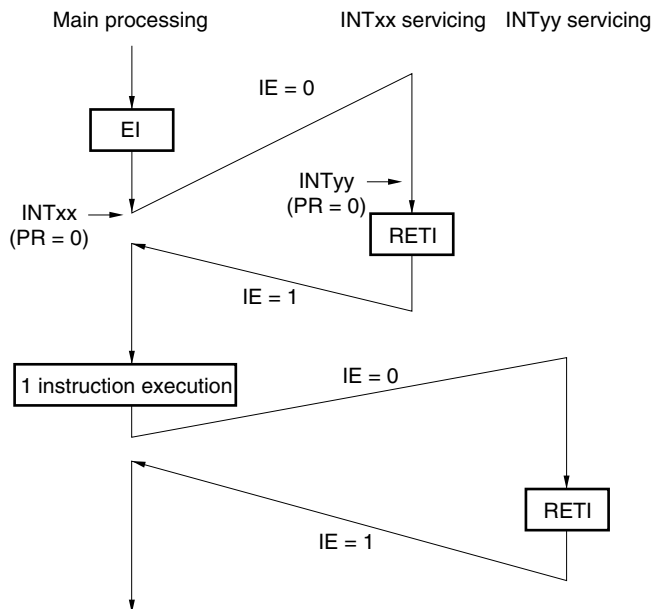 Main processing
INTxx servicing
INTyy servicing
IE = 0
EI
INTyy
(PR = 0)
INTxx
(PR = 0)
RETI
IE = 1
1 instruction execution
IE = 0
RETI
IE = 1